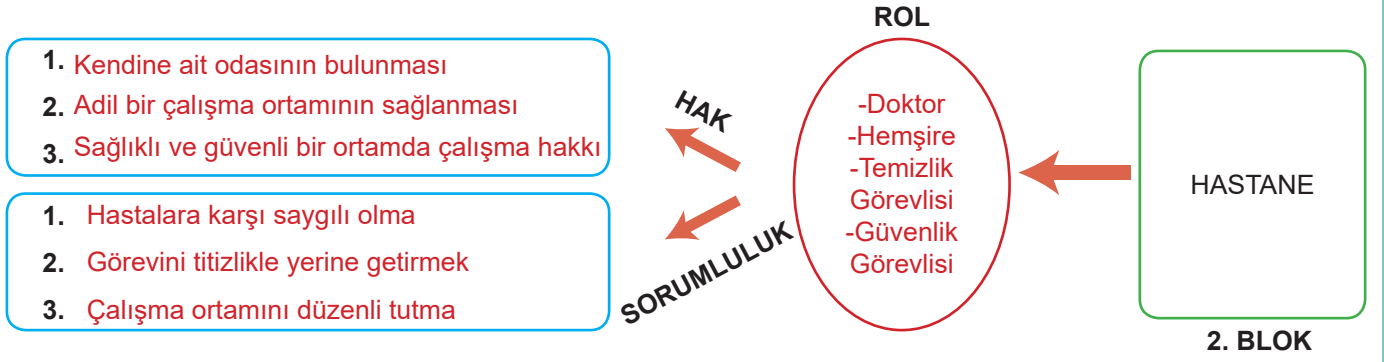 1. Kendine ait odasının bulunması
2. Adil bir çalışma ortamının sağlanması
3. Sağlıklı ve güvenli bir ortamda çalışma hakkı
1. Hastalara karşı saygılı olma
2. Görevini titizlikle yerine getirmek
3. Çalışma ortamını düzenli tutma
HAK
SORUMLULUK
ROL
-Doktor
-Hemşire
-Temizlik
Görevlisi
-Güvenlik
Görevlisi
HASTANE
2. BLOK